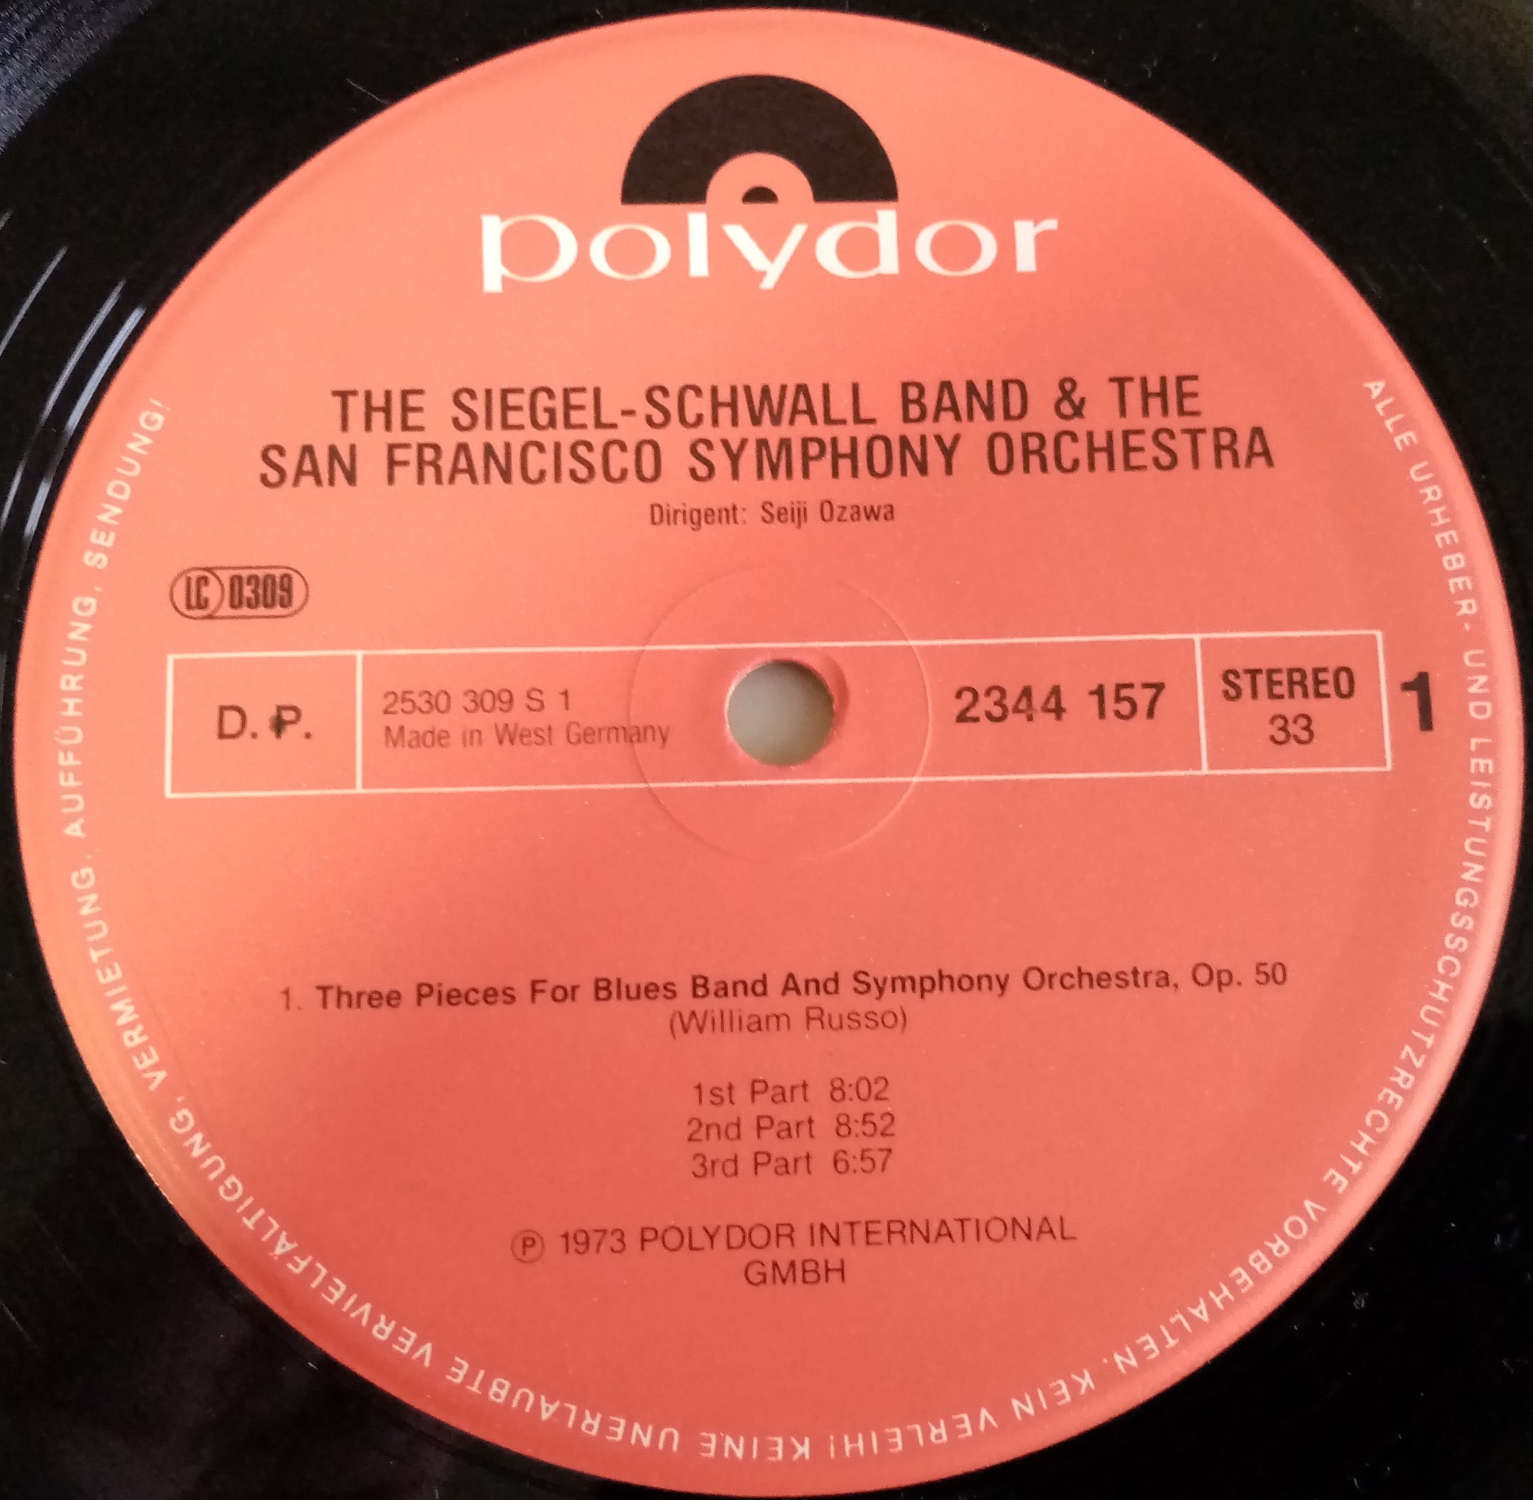 polydor
THE SIEGEL-SCHWALL BAND & THE
SAN FRANCISCO SYMPHONY ORCHESTRA
Dirigent: Seiji Ozawa
LC 0309
D.P.
2530 309 S 1
Made in West Germany
2344 157
STEREO
33
1
1. Three Pieces For Blues Band And Symphony Orchestra, Op. 50
(William Russo)
1st Part 8:02
2nd Part 8:52
3rd Part 6:57
Ⓟ 1973 POLYDOR INTERNATIONAL
GMBH
ALLE URHEBER- UND LEISTUNGSSCHUTZRECHTE VORBEHALTEN. KEIN VERLEIH! KEINE UNERLAUBTE VERVIELFÄLTIGUNG, VERMIETUNG, AUFFÜHRUNG, SENDUNG!